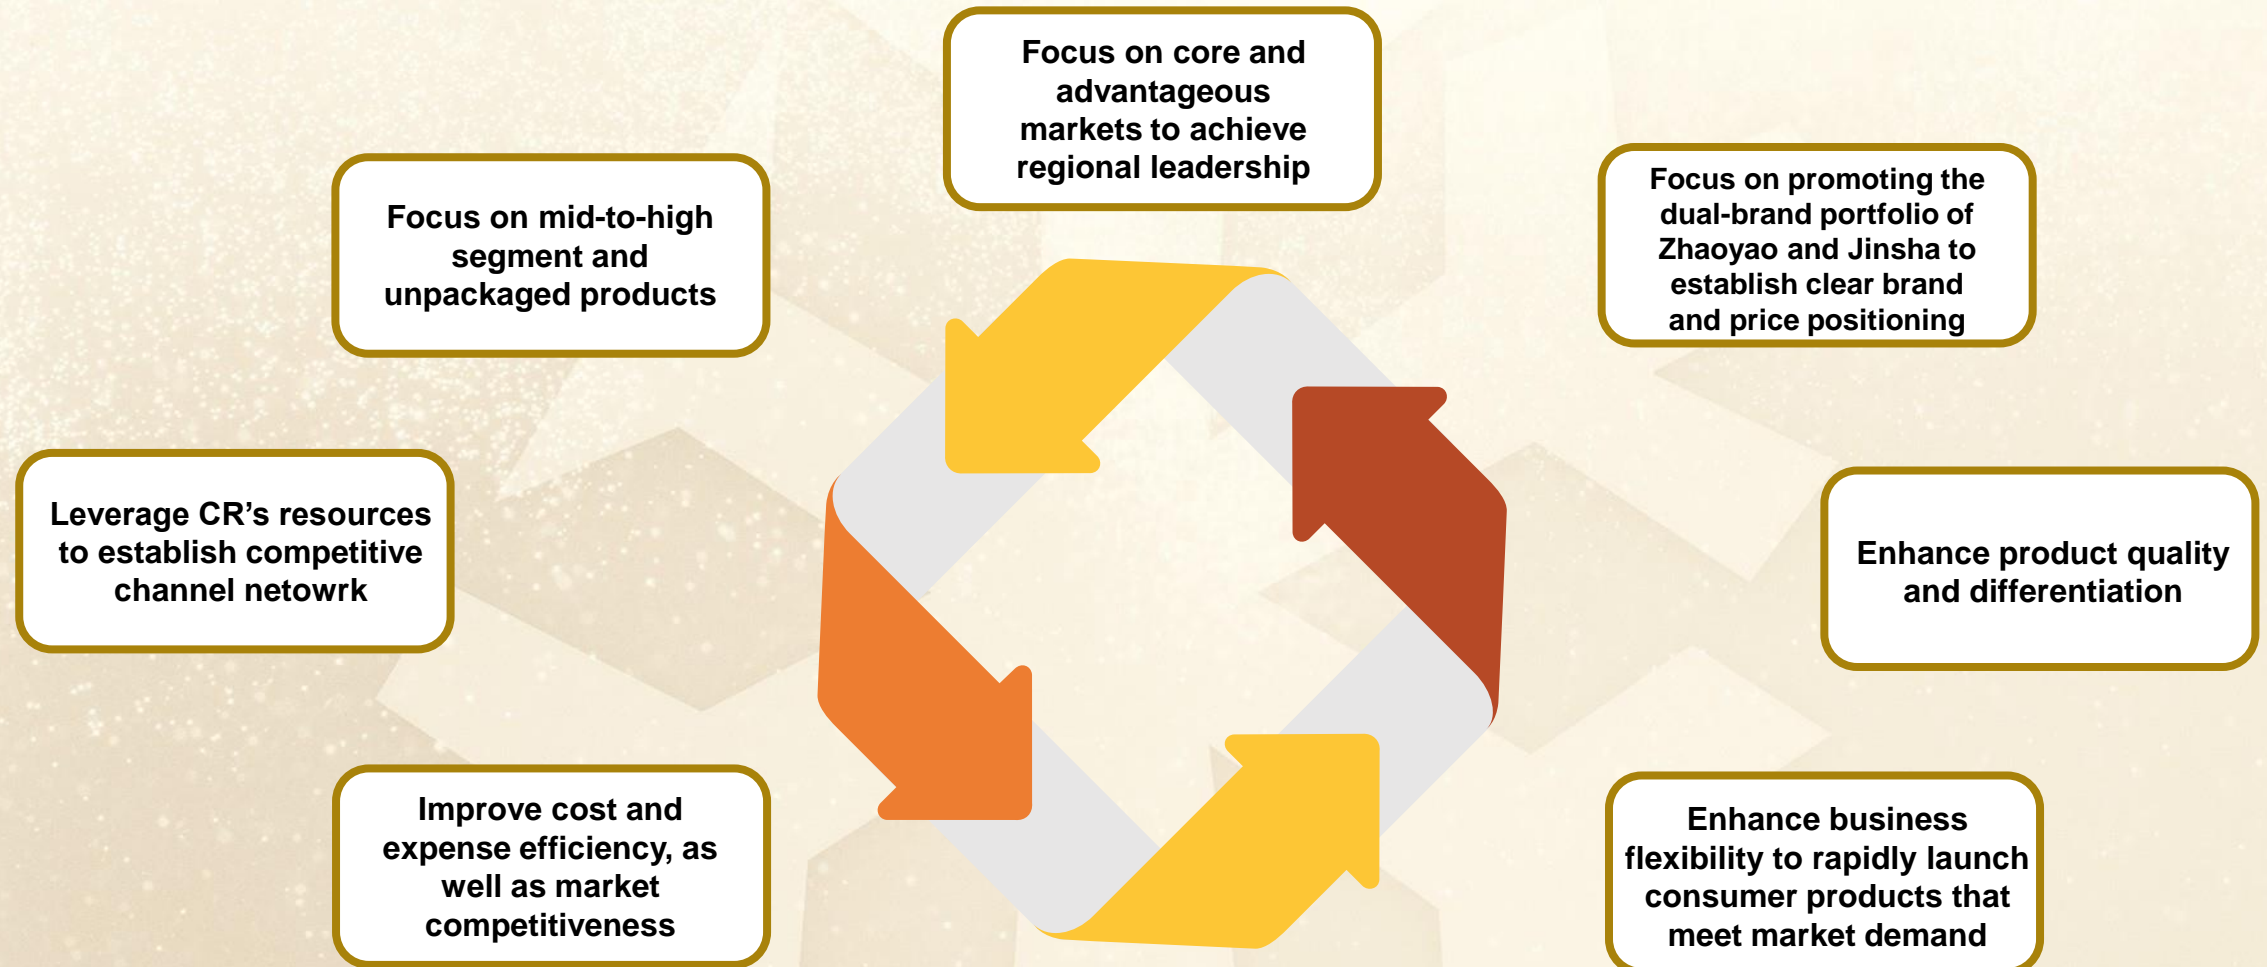 Focus on core and
advantageous
markets to achieve
regional leadership
Focus on mid-to-high
segment and
unpackaged products
Focus on promoting the
dual-brand portfolio of
Zhaoyao and Jinsha to
establish clear brand
and price positioning
Leverage CR’s resources
to establish competitive
channel netowrk
Enhance product quality
and differentiation
Improve cost and
expense efficiency, as
well as market
competitiveness
Enhance business
flexibility to rapidly launch
consumer products that
meet market demand